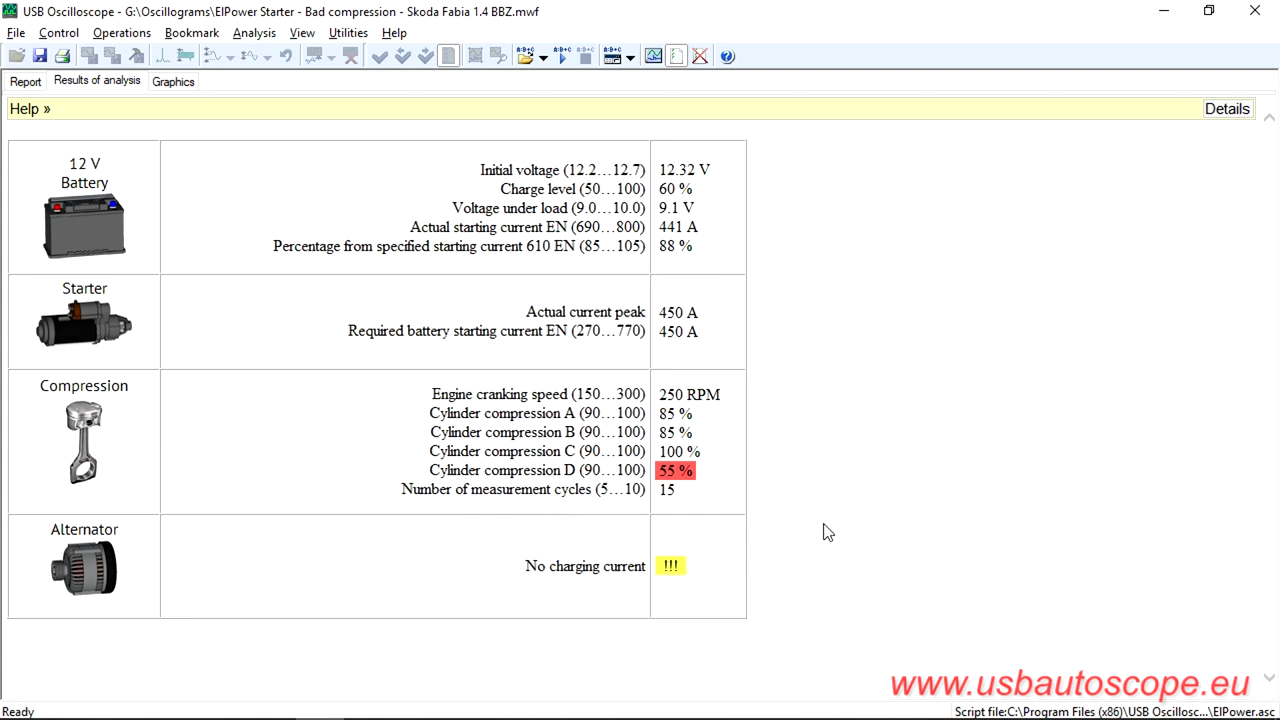 USB Oscilloscope - G:\Oscillograms\ElPower Starter - Bad compression - Skoda Fabia 1.4 BBZ.mwf
File Control Operations Bookmark Analysis View Utilities Help
A:B+C A:B+C A:B+C
Report Results of analysis Graphics
Help » Details
12 V
Battery
Initial voltage (12.2...12.7) 12.32 V
Charge level (50...100) 60 %
Voltage under load (9.0...10.0) 9.1 V
Actual starting current EN (690...800) 441 A
Percentage from specified starting current 610 EN (85...105) 88 %
Starter
Actual current peak 450 A
Required battery starting current EN (270...770) 450 A
Compression
Engine cranking speed (150...300) 250 RPM
Cylinder compression A (90...100) 85 %
Cylinder compression B (90...100) 85 %
Cylinder compression C (90...100) 100 %
Cylinder compression D (90...100) 55 %
Number of measurement cycles (5...10) 15
Alternator
No charging current !!!
www.usbautoscope.eu
Ready Script file:C:\Program Files (x86)\USB Oscillosc...\ElPower.asc